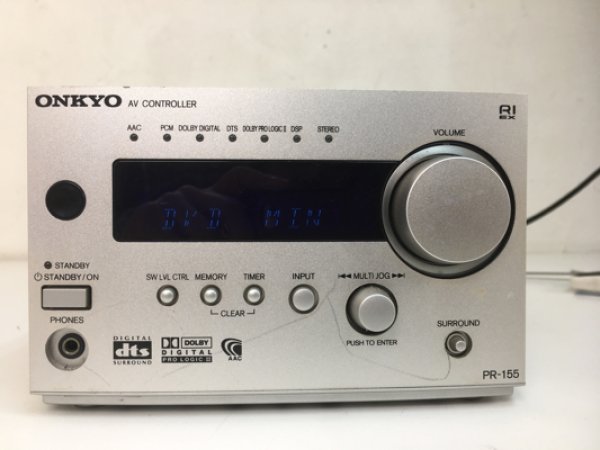 ONKYO AV CONTROLLER
RI
EX
AAC PCM DOLBY DIGITAL DTS DOLBY PRO LOGIC II DSP STEREO
VOLUME
DVD MIN
STANDBY
STANDBY/ON
SW LVL CTRL MEMORY TIMER INPUT MULTI JOG
CLEAR
PHONES
PUSH TO ENTER
SURROUND
DIGITAL
dts
SURROUND
DOLBY
DIGITAL
PRO LOGIC II
AAC
PR-155